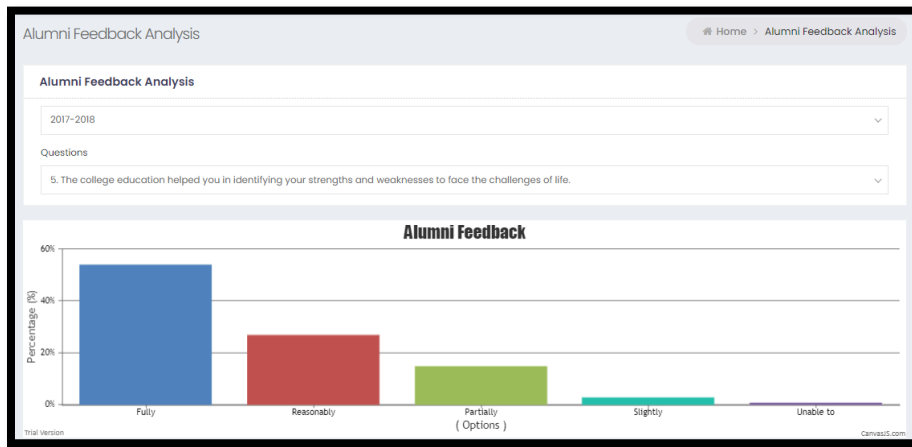 Alumni Feedback Analysis
Home > Alumni Feedback Analysis
Alumni Feedback Analysis
2017-2018
Questions
5. The college education helped you in identifying your strengths and weaknesses to face the challenges of life.
Alumni Feedback
60%
40%
20%
0%
Percentage (%)
Fully
Reasonably
Partially
Slightly
Unable to
( Options )
Trial Version
CanvasJS.com